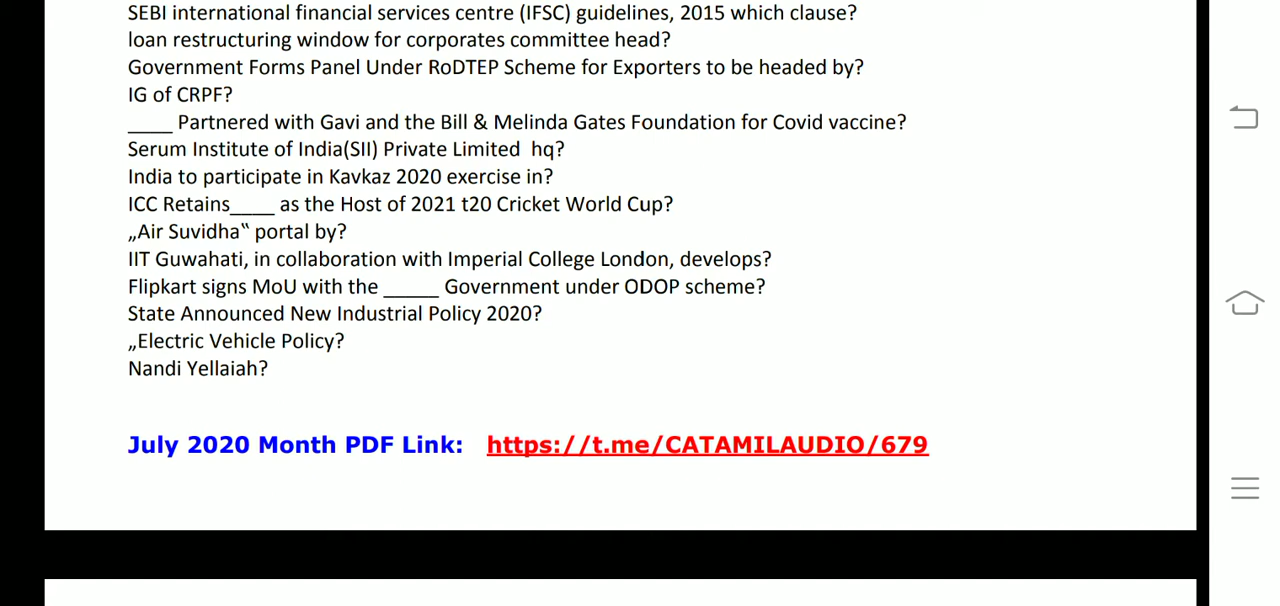 SEBI international financial services centre (IFSC) guidelines, 2015 which clause?
loan restructuring window for corporates committee head?
Government Forms Panel Under RoDTEP Scheme for Exporters to be headed by?
IG of CRPF?
____ Partnered with Gavi and the Bill & Melinda Gates Foundation for Covid vaccine?
Serum Institute of India(SII) Private Limited hq?
India to participate in Kavkaz 2020 exercise in?
ICC Retains____ as the Host of 2021 t20 Cricket World Cup?
„Air Suvidha‟ portal by?
IIT Guwahati, in collaboration with Imperial College London, develops?
Flipkart signs MoU with the _____ Government under ODOP scheme?
State Announced New Industrial Policy 2020?
„Electric Vehicle Policy?
Nandi Yellaiah?
July 2020 Month PDF Link: https://t.me/CATAMILAUDIO/679